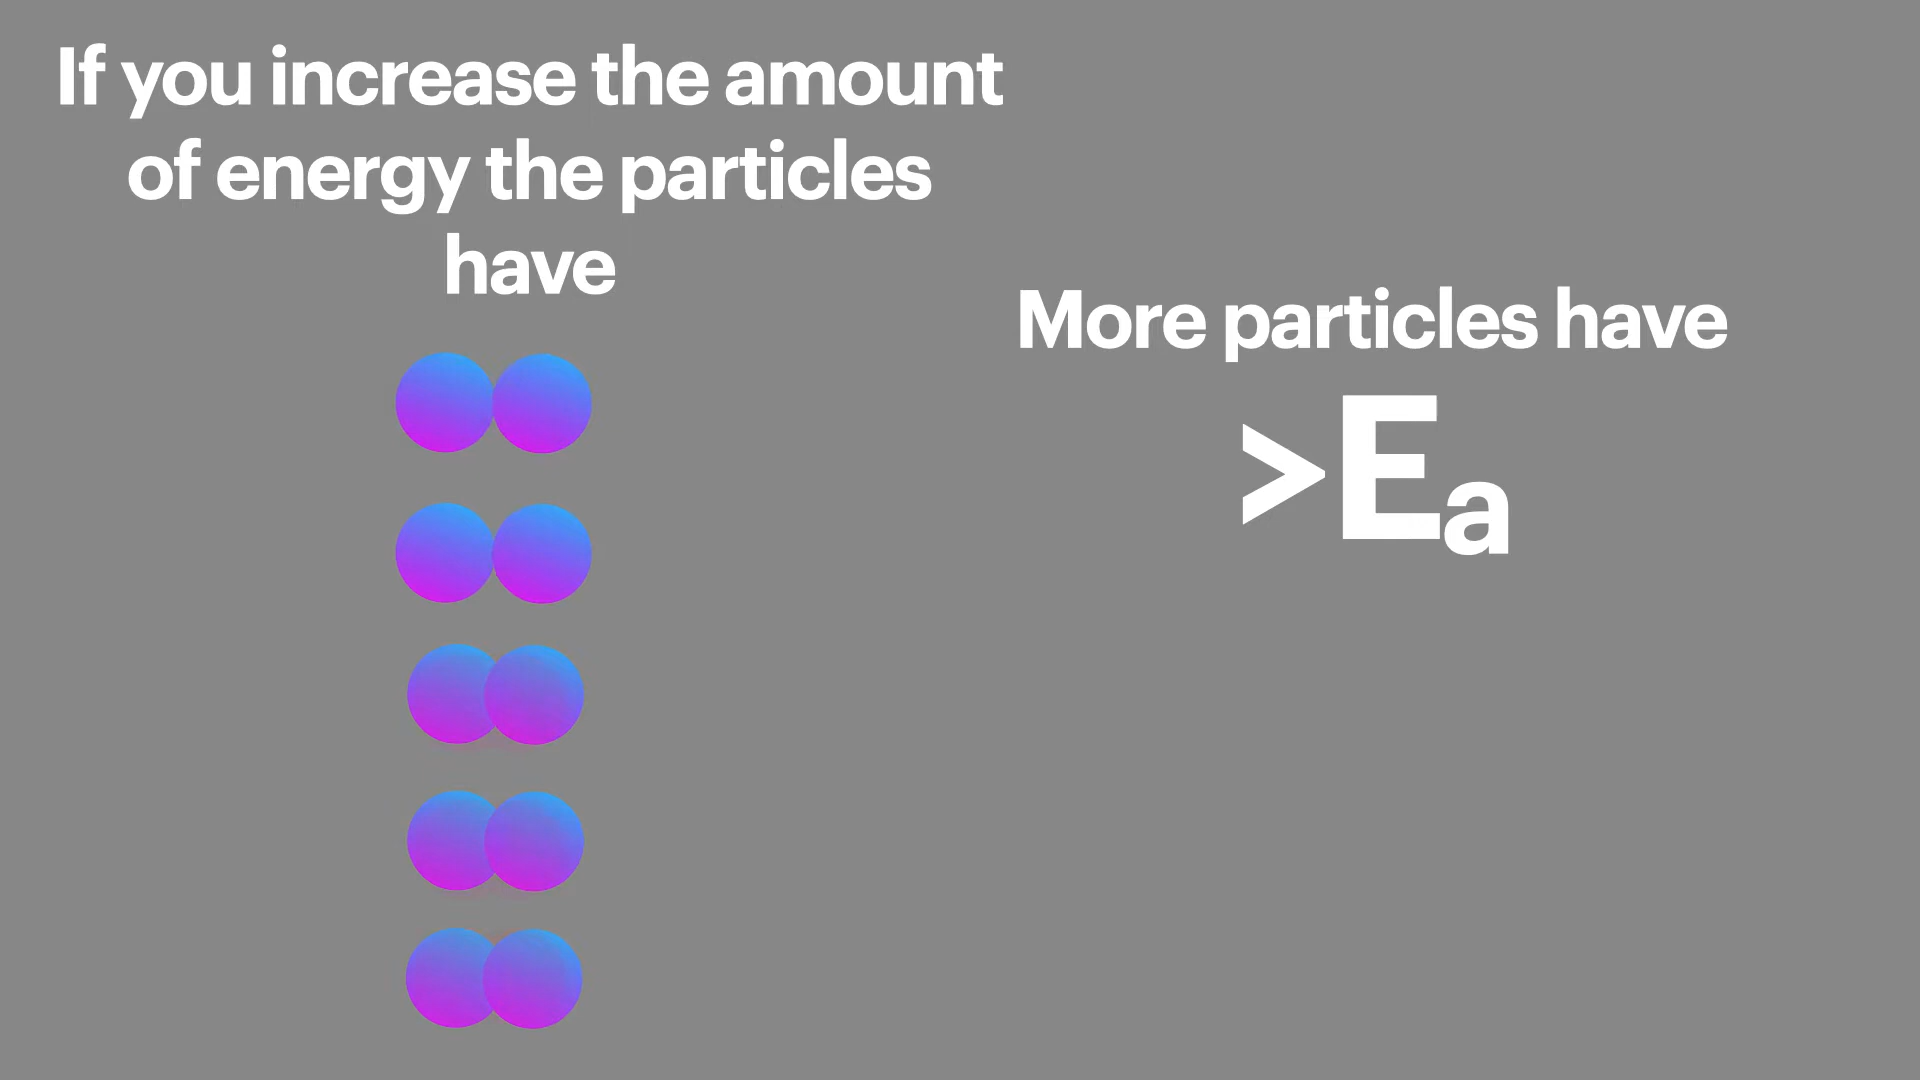 If you increase the amount
of energy the particles
have
More particles have
>Ea